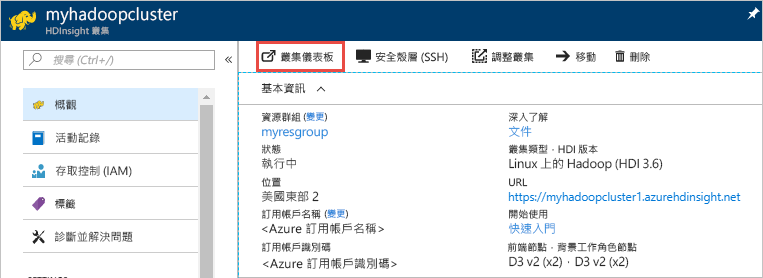 myhadoopcluster
HDInsight 叢集
搜尋 (Ctrl+/)
«
概觀
活動記錄
存取控制 (IAM)
標籤
診斷並解決問題
叢集儀表板
安全殼層 (SSH)
調整叢集
移動
刪除
基本資訊
資源群組 (變更)
myresgroup
狀態
執行中
位置
美國東部 2
訂用帳戶名稱 (變更)
<Azure 訂用帳戶名稱>
訂用帳戶識別碼
<Azure 訂用帳戶識別碼>
深入了解
文件
叢集類型，HDI 版本
Linux 上的 Hadoop (HDI 3.6)
URL
https://myhadoopcluster1.azurehdinsight.net
開始使用
快速入門
前端節點，背景工作角色節點
D3 v2 (x2)，D3 v2 (x2)